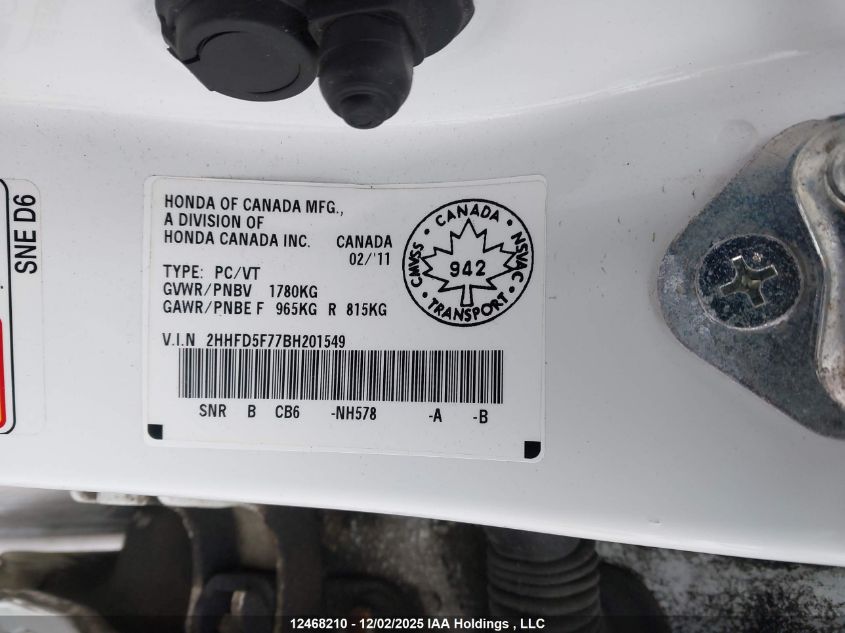 SNE D6
HONDA OF CANADA MFG.,
A DIVISION OF
HONDA CANADA INC. CANADA
02/'11
TYPE: PC/VT
GVWR/PNBV 1780KG
GAWR/PNBE F 965KG R 815KG
V.I.N 2HHFD5F77BH201549
SNR B CB6 -NH578 -A -B
CANADA
CMVSS
NSVAC
942
TRANSPORT
12468210 - 12/02/2025 IAA Holdings , LLC